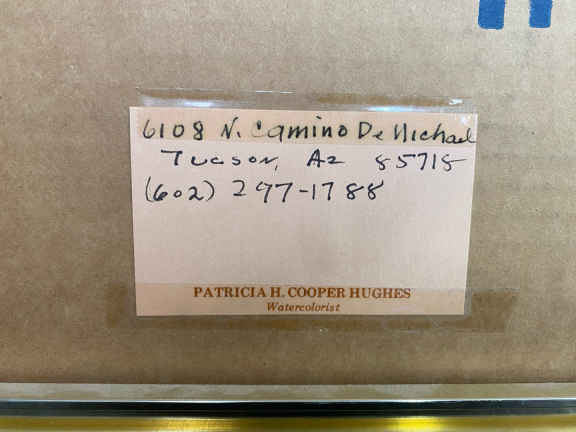 6108 N. Camino De Michael
Tucson, Az 85718
(602) 297-1788
PATRICIA H. COOPER HUGHES
Watercolorist